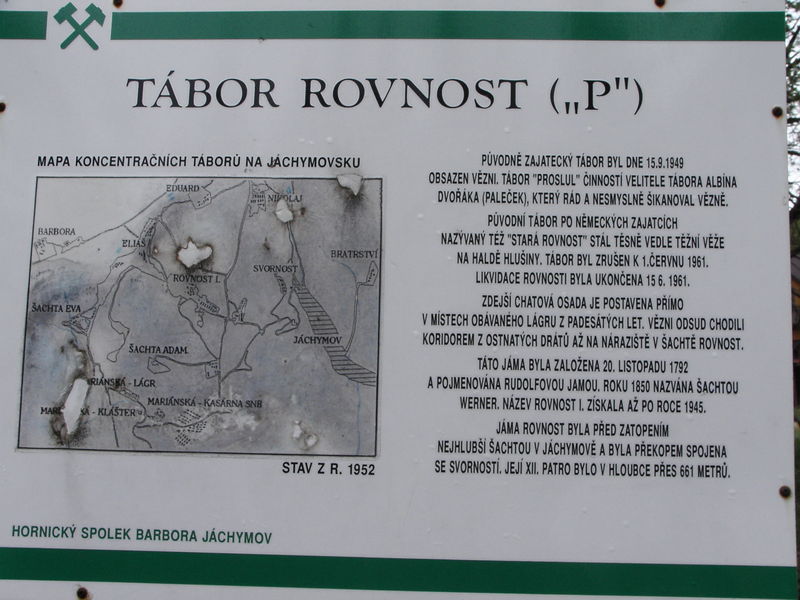 TÁBOR ROVNOST („P")
MAPA KONCENTRAČNÍCH TÁBORŮ NA JÁCHYMOVSKU
EDUARD
NIKOLAJ
BARBORA
ELIÁŠ
BRATRSTVÍ
SVORNOST
ROVNOST I.
ŠACHTA EVA
JÁCHYMOV
ŠACHTA ADAM
- LÁGR
MARIÁNSKÁ - KASÁRNA SNB
- KLÁŠTER
STAV Z R. 1952
PŮVODNĚ ZAJATECKÝ TÁBOR BYL DNE 15.9.1949
OBSAZEN VĚZNI. TÁBOR "PROSLUL" ČINNOSTÍ VELITELE TÁBORA ALBÍNA
DVOŘÁKA (PALEČEK), KTERÝ RÁD A NESMYSLNĚ ŠIKANOVAL VĚZNĚ.
PŮVODNÍ TÁBOR PO NĚMECKÝCH ZAJATCÍCH
NAZÝVANÝ TÉŽ "STARÁ ROVNOST" STÁL TĚSNĚ VEDLE TĚŽNÍ VĚŽE
NA HALDĚ HLUŠINY. TÁBOR BYL ZRUŠEN K 1.ČERVNU 1961.
LIKVIDACE ROVNOSTI BYLA UKONČENA 15 6. 1961.
ZDEJŠÍ CHATOVÁ OSADA JE POSTAVENA PŘÍMO
V MÍSTECH OBÁVANÉHO LÁGRU Z PADESÁTÝCH LET. VĚZNI ODSUD CHODILI
KORIDOREM Z OSTNATÝCH DRÁTŮ AŽ NA NÁRAZIŠTĚ V ŠACHTĚ ROVNOST.
TÁTO JÁMA BYLA ZALOŽENA 20. LISTOPADU 1792
A POJMENOVÁNA RUDOLFOVOU JAMOU. ROKU 1850 NAZVÁNA ŠACHTOU
WERNER. NÁZEV ROVNOST I. ZÍSKALA AŽ PO ROCE 1945.
JÁMA ROVNOST BYLA PŘED ZATOPENÍM
NEJHLUBŠÍ ŠACHTOU V JÁCHYMOVĚ A BYLA PŘEKOPEM SPOJENA
SE SVORNOSTÍ. JEJÍ XII. PATRO BYLO V HLOUBCE PŘES 661 METRŮ.
HORNICKÝ SPOLEK BARBORA JÁCHYMOV